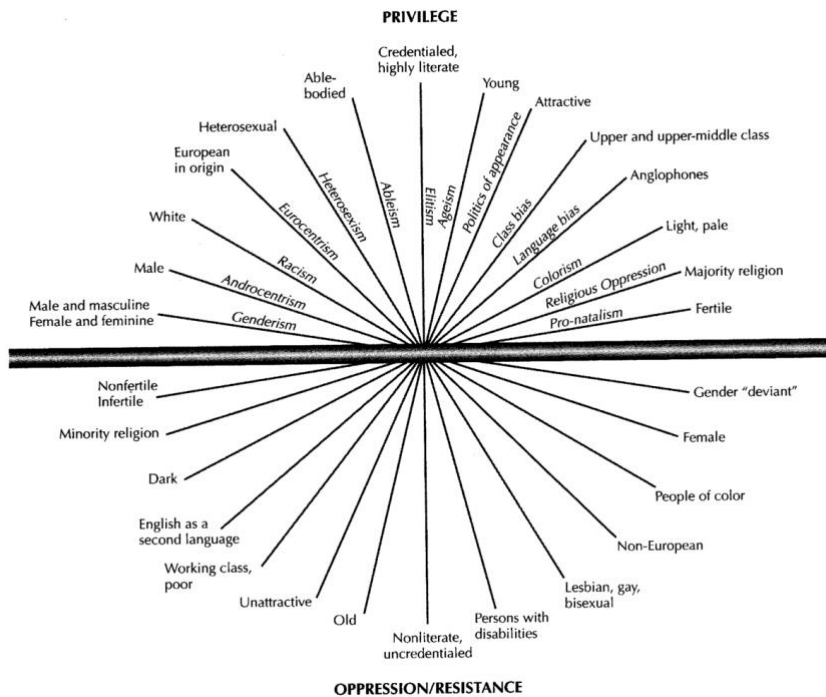 PRIVILEGE
Credentialed,
highly literate
Able-
bodied
Young
Attractive
Heterosexual
Upper and upper-middle class
European
in origin
Anglophones
White
Light, pale
Male
Majority religion
Male and masculine
Female and feminine
Fertile
Genderism
Androcentrism
Racism
Eurocentrism
Heterosexism
Ableism
Elitism
Ageism
Politics of appearance
Class bias
Language bias
Colorism
Religious Oppression
Pro-natalism
Nonfertile
Infertile
Gender "deviant"
Minority religion
Female
Dark
People of color
English as a
second language
Non-European
Working class,
poor
Lesbian, gay,
bisexual
Unattractive
Old
Persons with
disabilities
Nonliterate,
uncredentialed
OPPRESSION/RESISTANCE